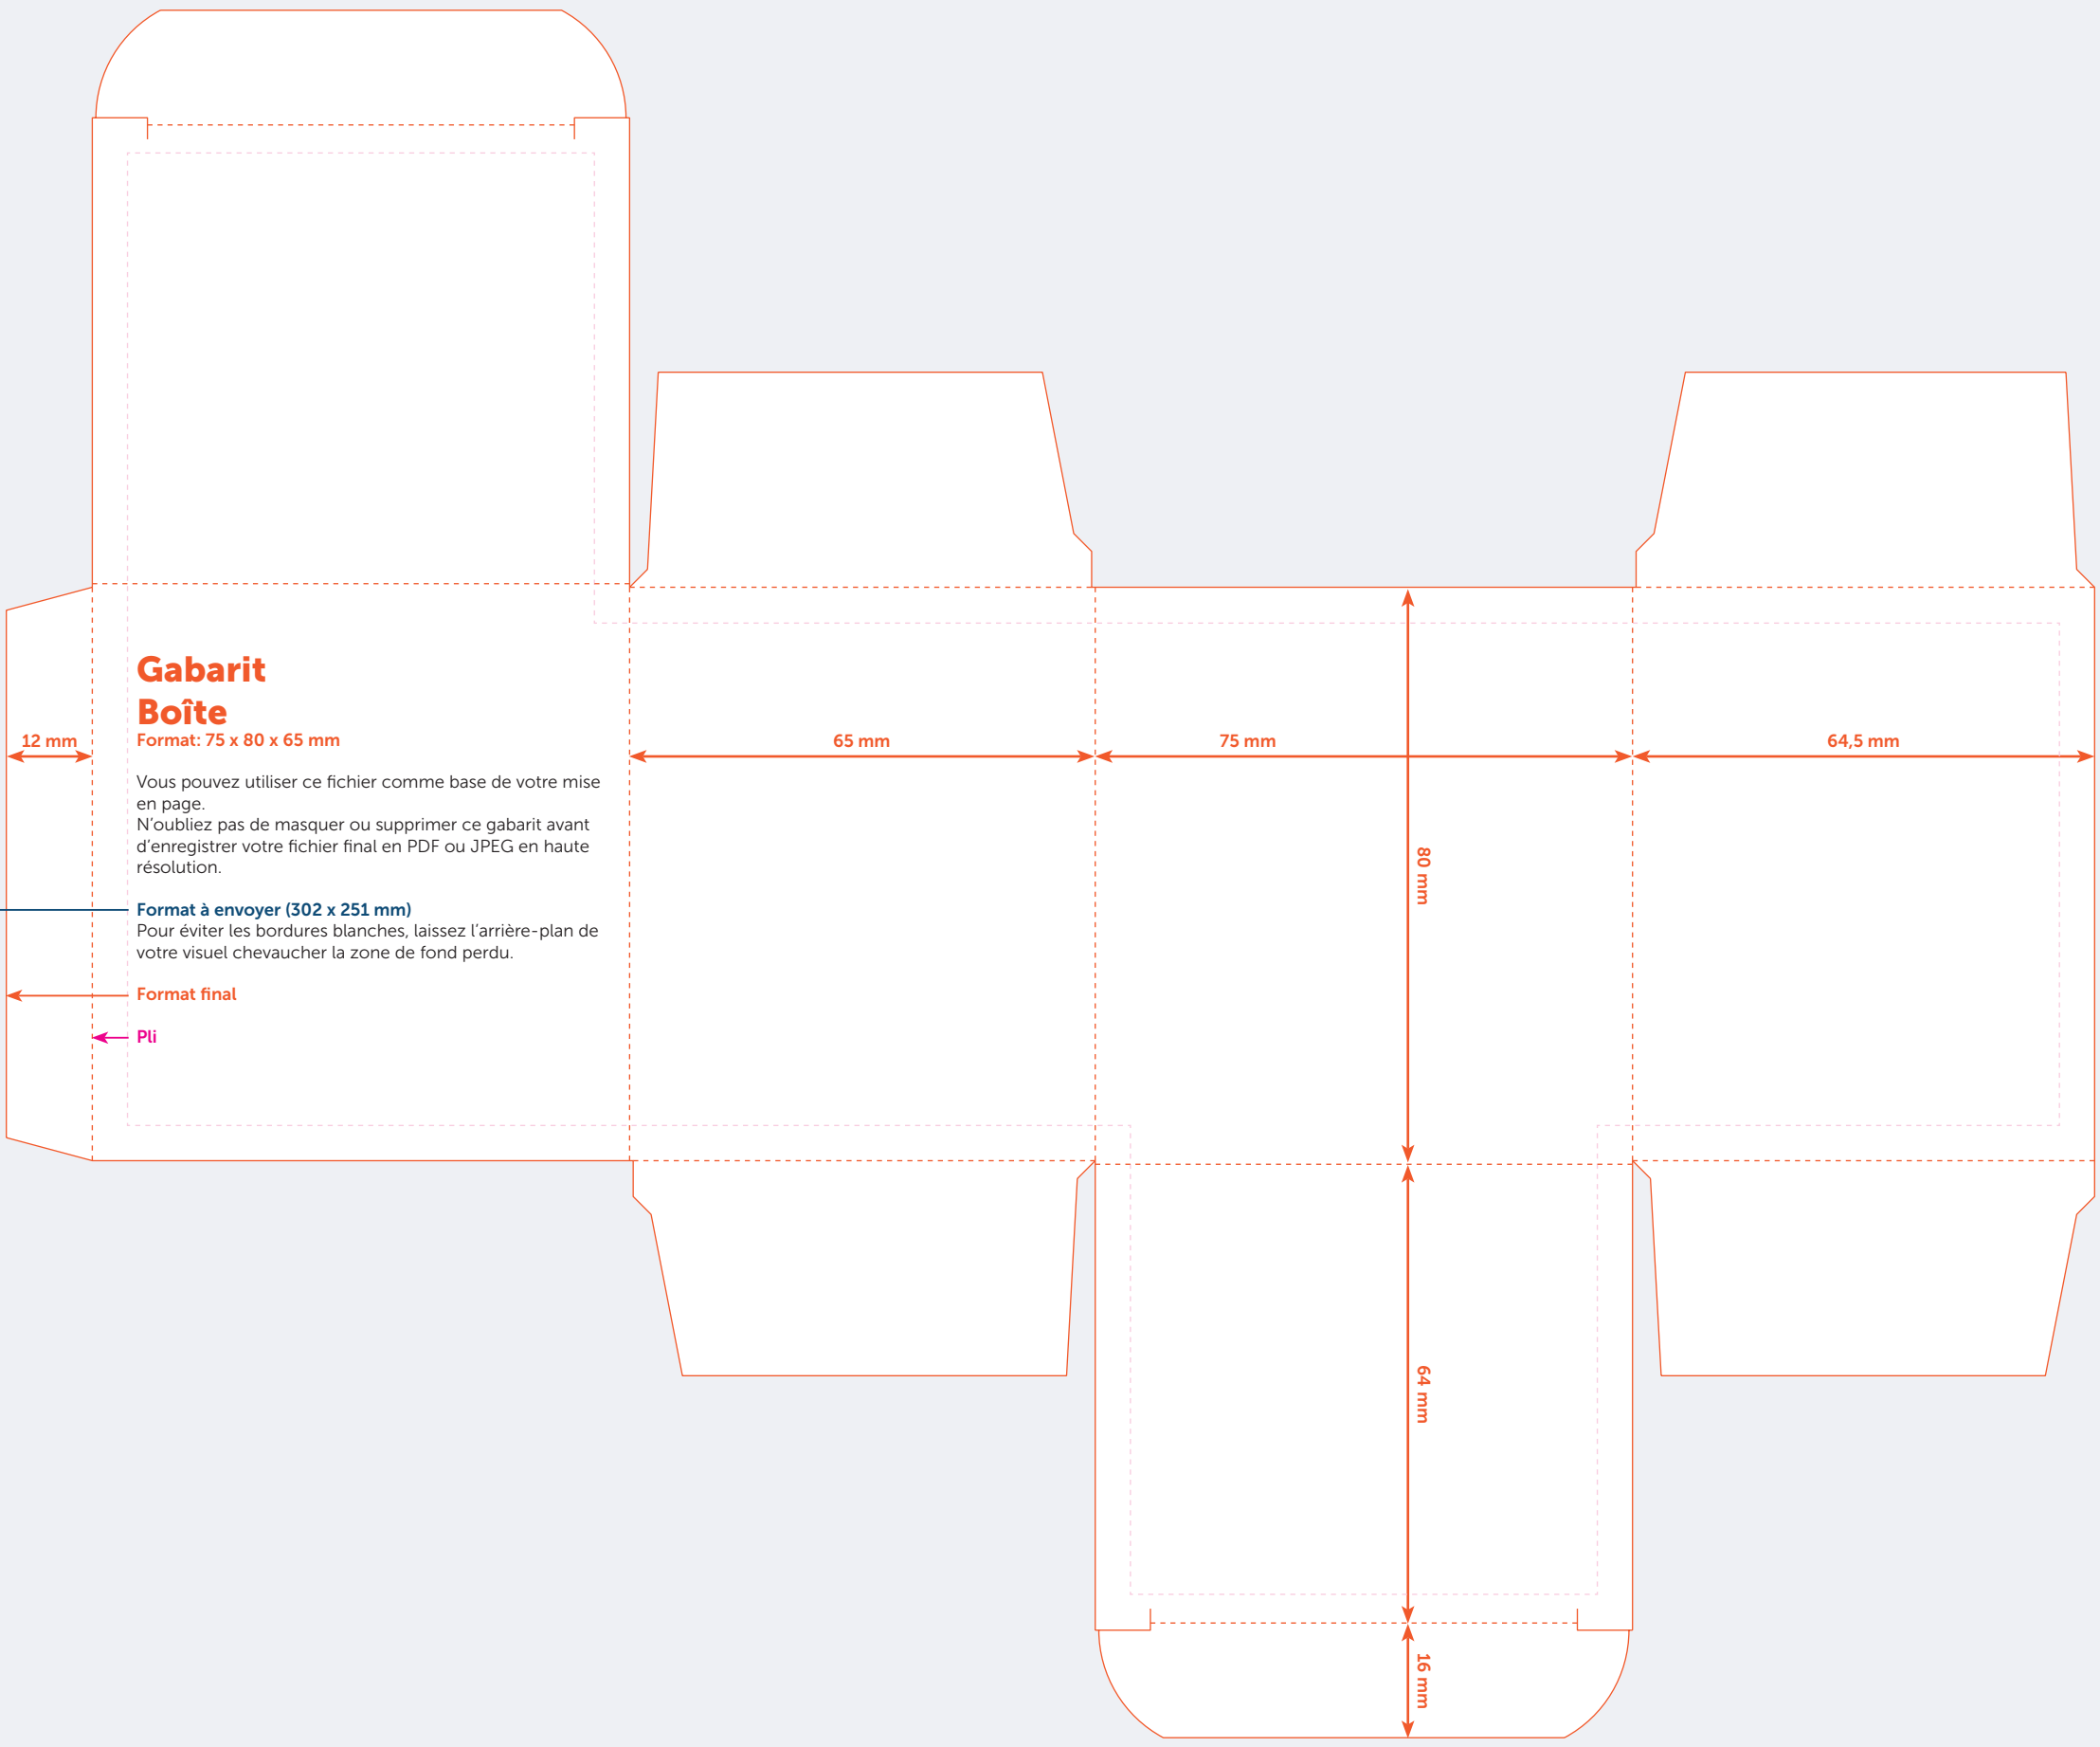 Gabarit
Boîte
Format: 75 x 80 x 65 mm
12 mm
65 mm
75 mm
64,5 mm
Vous pouvez utiliser ce fichier comme base de votre mise
en page.
N’oubliez pas de masquer ou supprimer ce gabarit avant
d’enregistrer votre fichier final en PDF ou JPEG en haute
résolution.
80 mm
Format à envoyer (302 x 251 mm)
Pour éviter les bordures blanches, laissez l’arrière-plan de
votre visuel chevaucher la zone de fond perdu.
Format final
Pli
64 mm
16 mm